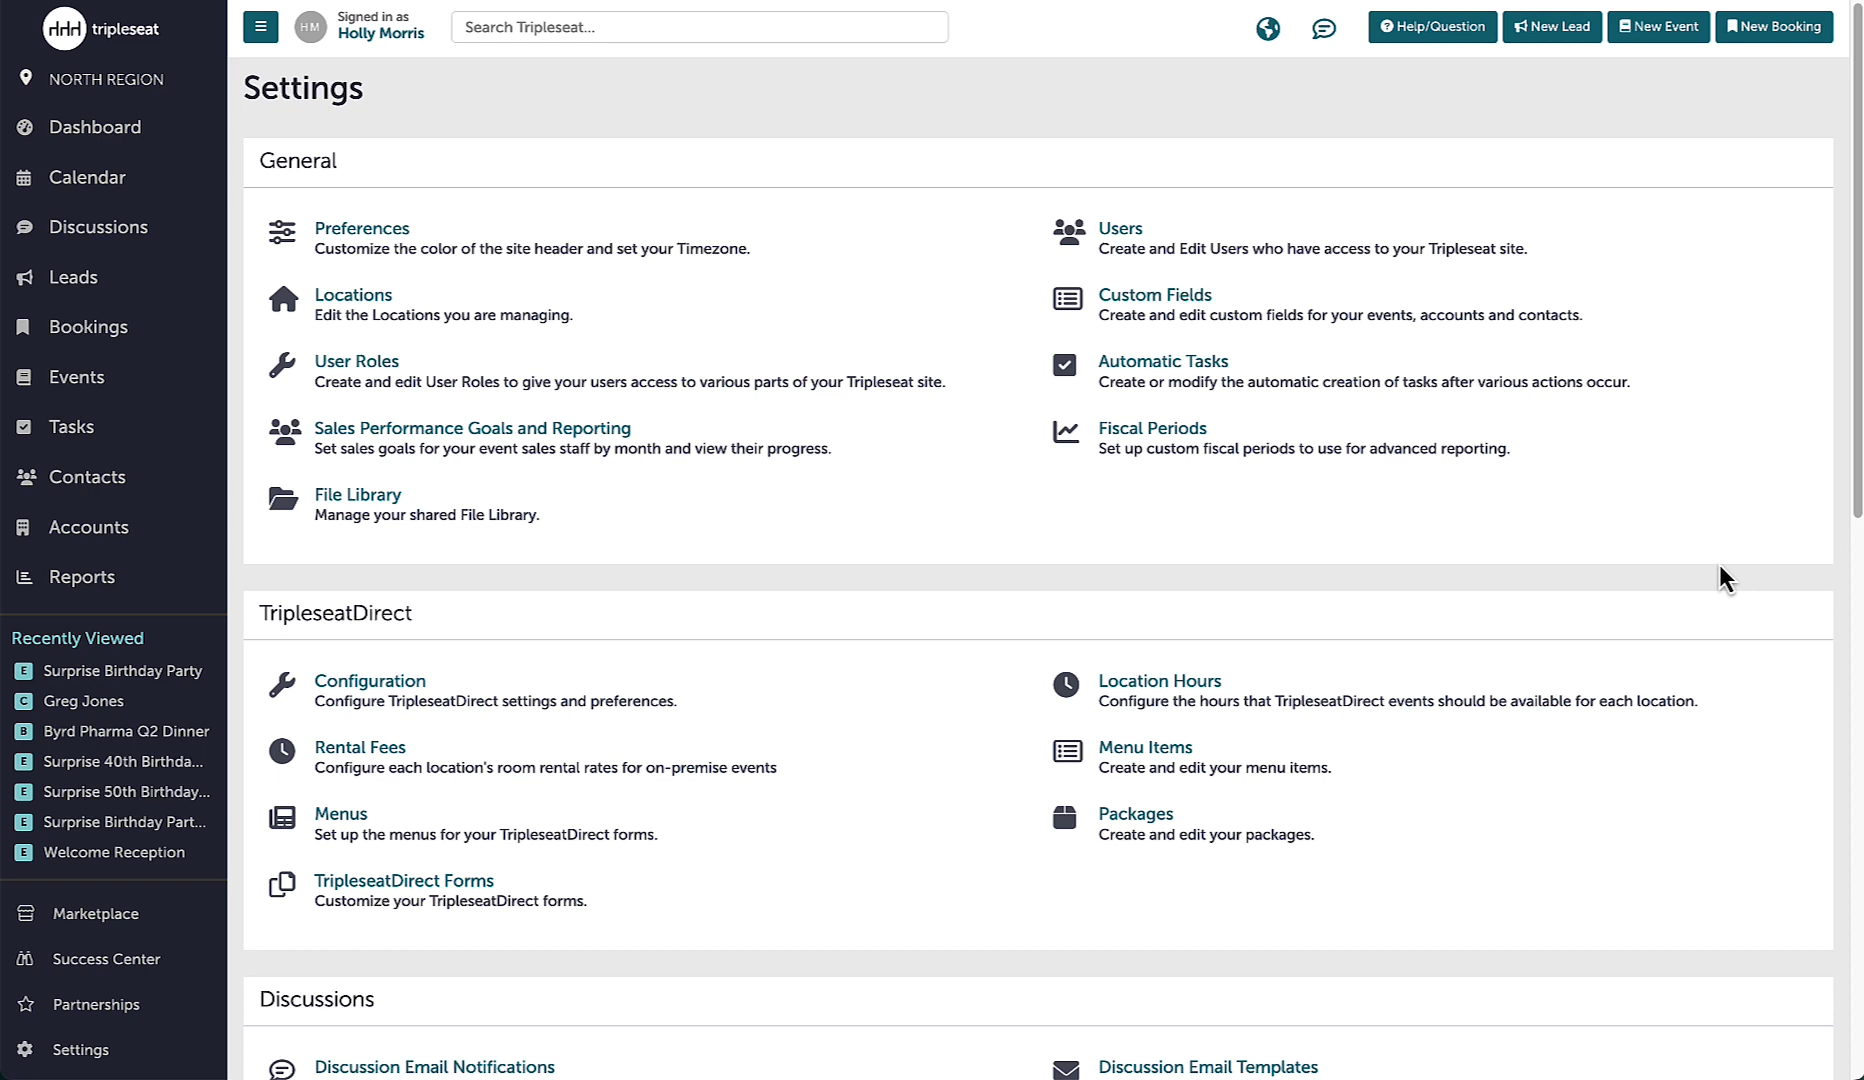 tripleseat
NORTH REGION
Dashboard
Calendar
Discussions
Leads
Bookings
Events
Tasks
Contacts
Accounts
Reports
Recently Viewed
E Surprise Birthday Party
C Greg Jones
B Byrd Pharma Q2 Dinner
E Surprise 40th Birthda...
E Surprise 50th Birthday...
E Surprise Birthday Part...
E Welcome Reception
Marketplace
Success Center
Partnerships
Settings
HM
Signed in as
Holly Morris
Search Tripleseat...
Help/Question
New Lead
New Event
New Booking
Settings
General
Preferences
Customize the color of the site header and set your Timezone.
Users
Create and Edit Users who have access to your Tripleseat site.
Locations
Edit the Locations you are managing.
Custom Fields
Create and edit custom fields for your events, accounts and contacts.
User Roles
Create and edit User Roles to give your users access to various parts of your Tripleseat site.
Automatic Tasks
Create or modify the automatic creation of tasks after various actions occur.
Sales Performance Goals and Reporting
Set sales goals for your event sales staff by month and view their progress.
Fiscal Periods
Set up custom fiscal periods to use for advanced reporting.
File Library
Manage your shared File Library.
TripleseatDirect
Configuration
Configure TripleseatDirect settings and preferences.
Location Hours
Configure the hours that TripleseatDirect events should be available for each location.
Rental Fees
Configure each location's room rental rates for on-premise events
Menu Items
Create and edit your menu items.
Menus
Set up the menus for your TripleseatDirect forms.
Packages
Create and edit your packages.
TripleseatDirect Forms
Customize your TripleseatDirect forms.
Discussions
Discussion Email Notifications
Discussion Email Templates